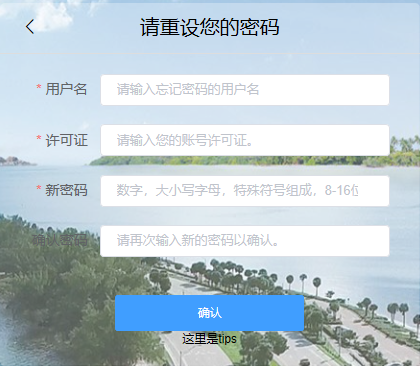 请重设您的密码
* 用户名 请输入忘记密码的用户名
* 许可证 请输入您的账号许可证。
* 新密码 数字，大小写字母，特殊符号组成，8-16位
确认密码 请再次输入新的密码以确认。
确认
这里是tips